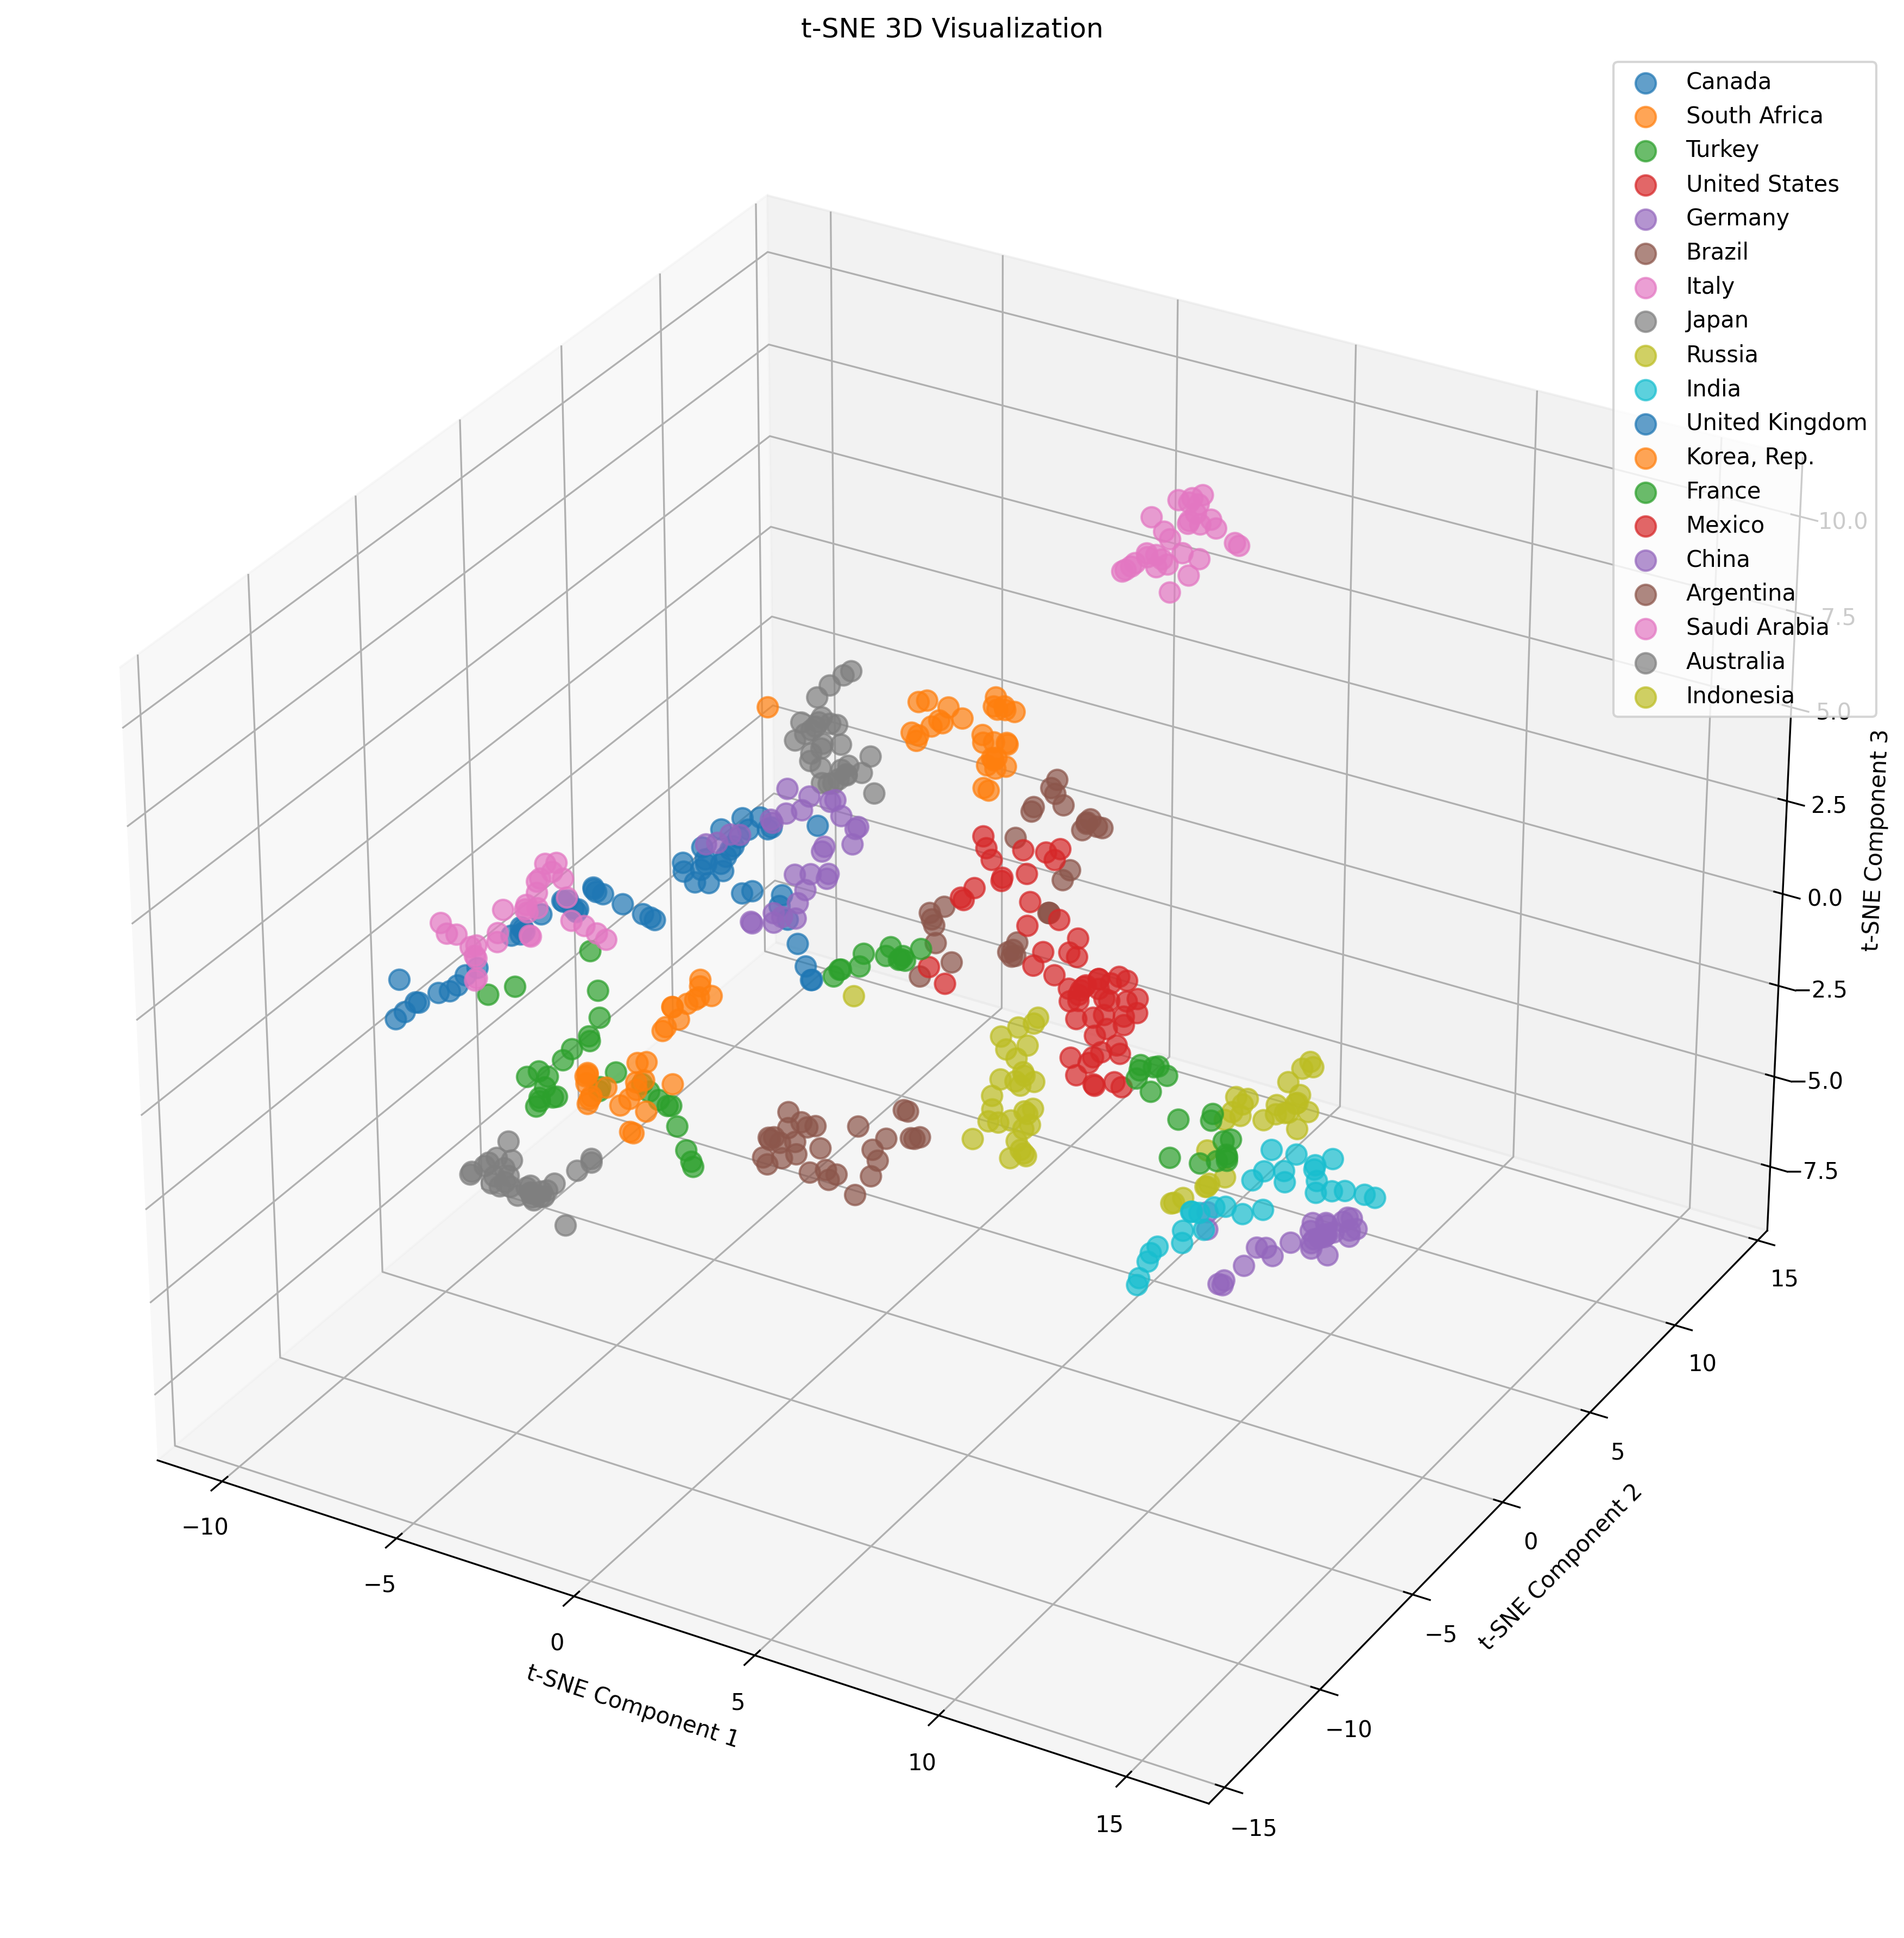 t-SNE 3D Visualization
Canada
South Africa
Turkey
United States
Germany
Brazil
Italy
Japan
Russia
India
United Kingdom
Korea, Rep.
France
Mexico
China
Argentina
Saudi Arabia
Australia
Indonesia
10.0
7.5
5.0
2.5
0.0
−2.5
−5.0
−7.5
t-SNE Component 3
15
10
5
0
−5
−10
−15
t-SNE Component 2
−10
−5
0
5
10
15
t-SNE Component 1